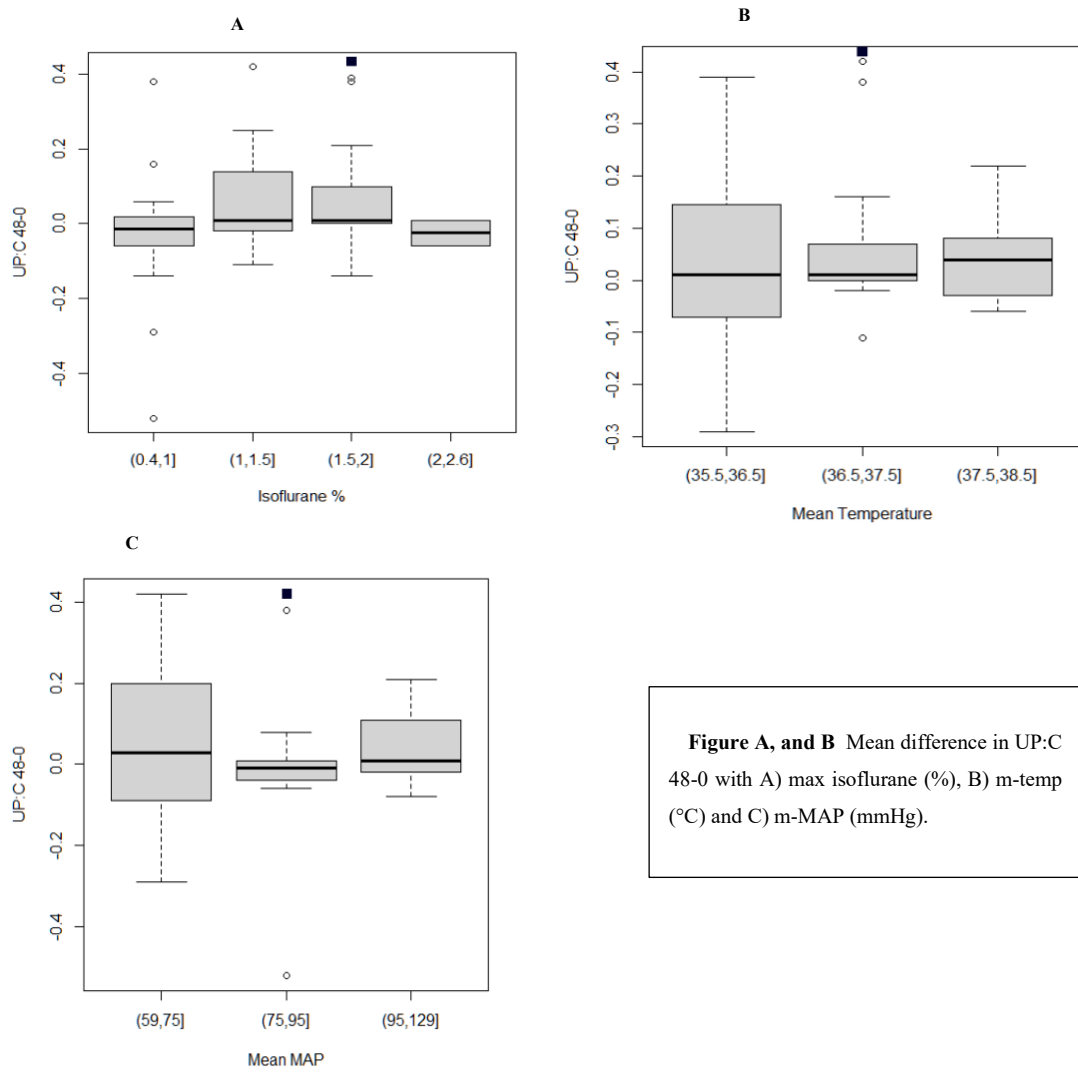 A
0.4
0.2
0.0
-0.2
-0.4
UP:C 48-0
(0.4,1]
(1,1.5]
(1.5,2]
(2,2.6]
Isoflurane %
B
0.4
0.3
0.2
0.1
0.0
-0.1
-0.2
-0.3
UP:C 48-0
(35.5,36.5]
(36.5,37.5]
(37.5,38.5]
Mean Temperature
C
0.4
0.2
0.0
-0.2
-0.4
UP:C 48-0
(59,75]
(75,95]
(95,129]
Mean MAP
Figure A, and B Mean difference in UP:C
48-0 with A) max isoflurane (%), B) m-temp
(°C) and C) m-MAP (mmHg).